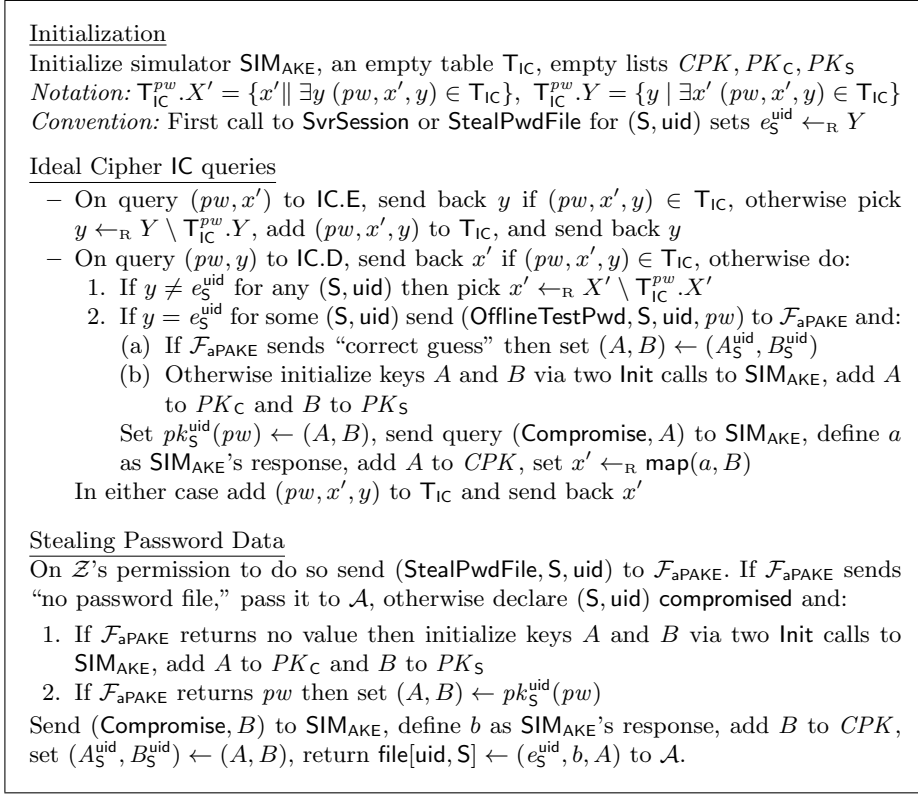 Initialization
Initialize simulator SIM_AKE, an empty table T_IC, empty lists CPK, PK_C, PK_S
Notation: T_IC^pw.X′ = {x′‖ ∃y (pw, x′, y) ∈ T_IC}, T_IC^pw.Y = {y | ∃x′ (pw, x′, y) ∈ T_IC}
Convention: First call to SvrSession or StealPwdFile for (S, uid) sets e_S^uid ←_R Y
Ideal Cipher IC queries
– On query (pw, x′) to IC.E, send back y if (pw, x′, y) ∈ T_IC, otherwise pick
y ←_R Y \ T_IC^pw.Y, add (pw, x′, y) to T_IC, and send back y
– On query (pw, y) to IC.D, send back x′ if (pw, x′, y) ∈ T_IC, otherwise do:
1. If y ≠ e_S^uid for any (S, uid) then pick x′ ←_R X′ \ T_IC^pw.X′
2. If y = e_S^uid for some (S, uid) send (OfflineTestPwd, S, uid, pw) to F_aPAKE and:
(a) If F_aPAKE sends “correct guess” then set (A, B) ← (A_S^uid, B_S^uid)
(b) Otherwise initialize keys A and B via two Init calls to SIM_AKE, add A
to PK_C and B to PK_S
Set pk_S^uid(pw) ← (A, B), send query (Compromise, A) to SIM_AKE, define a
as SIM_AKE’s response, add A to CPK, set x′ ←_R map(a, B)
In either case add (pw, x′, y) to T_IC and send back x′
Stealing Password Data
On Z’s permission to do so send (StealPwdFile, S, uid) to F_aPAKE. If F_aPAKE sends
“no password file,” pass it to A, otherwise declare (S, uid) compromised and:
1. If F_aPAKE returns no value then initialize keys A and B via two Init calls to
SIM_AKE, add A to PK_C and B to PK_S
2. If F_aPAKE returns pw then set (A, B) ← pk_S^uid(pw)
Send (Compromise, B) to SIM_AKE, define b as SIM_AKE’s response, add B to CPK,
set (A_S^uid, B_S^uid) ← (A, B), return file[uid, S] ← (e_S^uid, b, A) to A.